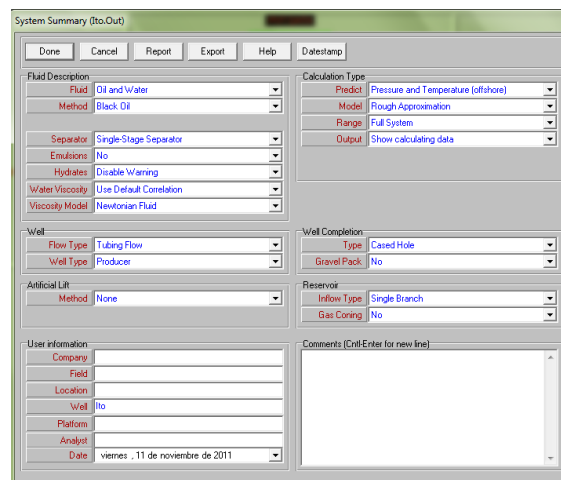 System Summary (Ito.Out)
Done Cancel Report Export Help Datestamp
Fluid Description
Fluid Oil and Water
Method Black Oil
Separator Single-Stage Separator
Emulsions No
Hydrates Disable Warning
Water Viscosity Use Default Correlation
Viscosity Model Newtonian Fluid
Calculation Type
Predict Pressure and Temperature (offshore)
Model Rough Approximation
Range Full System
Output Show calculating data
Well
Flow Type Tubing Flow
Well Type Producer
Well Completion
Type Cased Hole
Gravel Pack No
Artificial Lift
Method None
Reservoir
Inflow Type Single Branch
Gas Coning No
User information
Company
Field
Location
Well Ito
Platform
Analyst
Date viernes , 11 de noviembre de 2011
Comments (Cntl-Enter for new line)